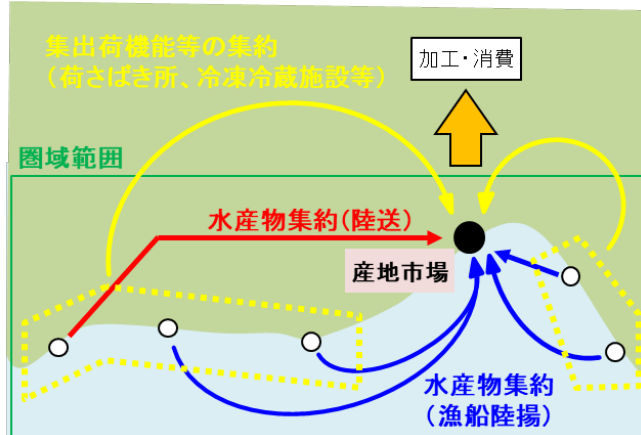 集出荷機能等の集約
(荷さばき所、冷凍冷蔵施設等)
加工・消費
圏域範囲
水産物集約(陸送)
産地市場
水産物集約
(漁船陸揚)